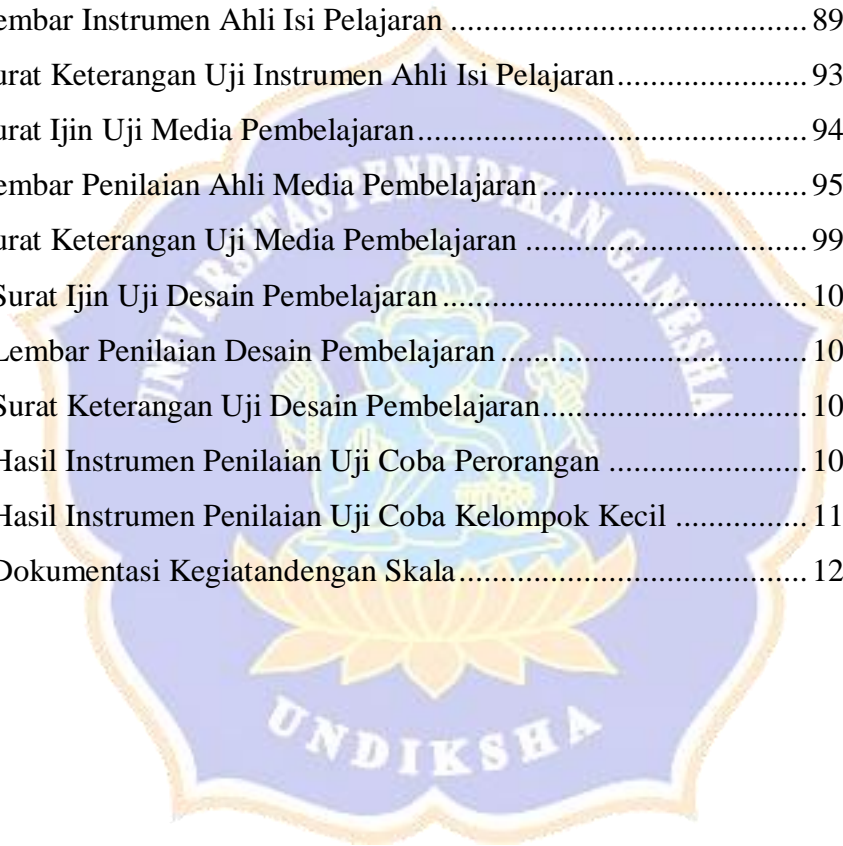 embar Instrumen Ahli Isi Pelajaran ...................................... 89
urat Keterangan Uji Instrumen Ahli Isi Pelajaran...................... 93
urat Ijin Uji Media Pembelajaran........................................... 94
embar Penilaian Ahli Media Pembelajaran ............................. 95
urat Keterangan Uji Media Pembelajaran ............................... 99
Surat Ijin Uji Desain Pembelajaran ........................................ 10
Lembar Penilaian Desain Pembelajaran ................................. 10
Surat Keterangan Uji Desain Pembelajaran............................. 10
Hasil Instrumen Penilaian Uji Coba Perorangan ..................... 10
Hasil Instrumen Penilaian Uji Coba Kelompok Kecil .............. 11
Dokumentasi Kegiatandengan Skala...................................... 12
UNIVERSITAS PENDIDIKAN GANESHA
UNDIKSHA